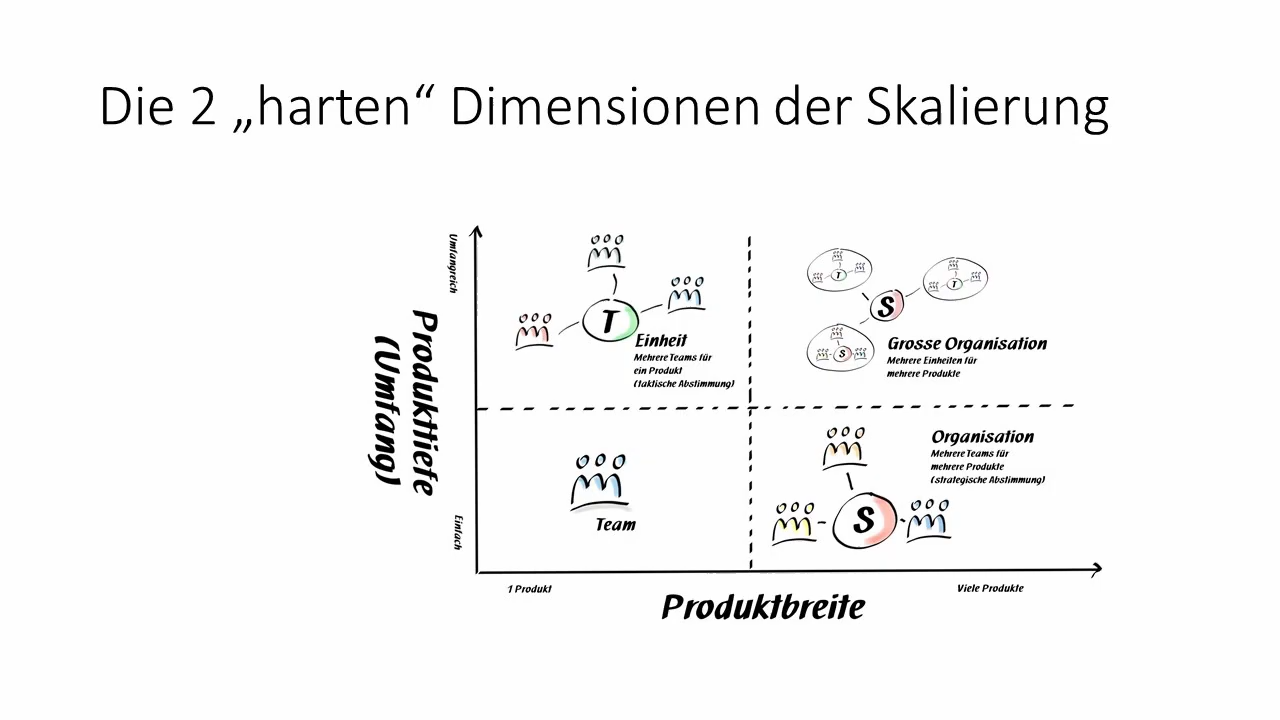 Die 2 „harten“ Dimensionen der Skalierung
Umfangreich
Produkttiefe
(Umfang)
Einfach
T
Einheit
Mehrere Teams für
ein Produkt
(taktische Abstimmung)
T
T
S
S
Grosse Organisation
Mehrere Einheiten für
mehrere Produkte
Team
Organisation
Mehrere Teams für
mehrere Produkte
(strategische Abstimmung)
S
1 Produkt
Viele Produkte
Produktbreite